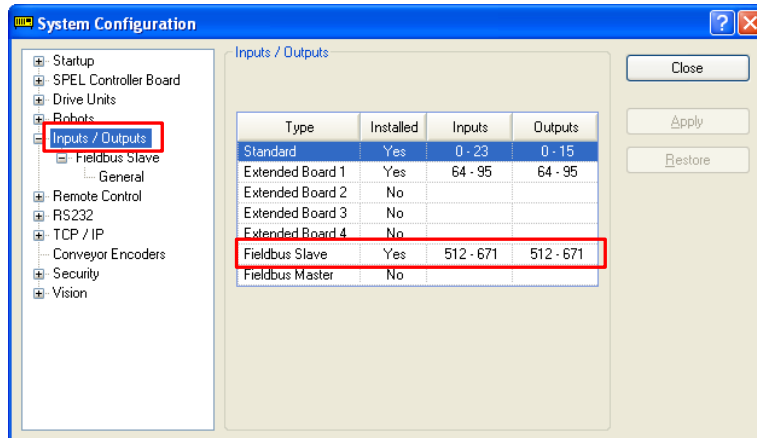 System Configuration
Startup
SPEL Controller Board
Drive Units
Robots
Inputs / Outputs
Fieldbus Slave
General
Remote Control
RS232
TCP / IP
Conveyor Encoders
Security
Vision
Inputs / Outputs
Type Installed Inputs Outputs
Standard Yes 0 - 23 0 - 15
Extended Board 1 Yes 64 - 95 64 - 95
Extended Board 2 No
Extended Board 3 No
Extended Board 4 No
Fieldbus Slave Yes 512 - 671 512 - 671
Fieldbus Master No
Close
Apply
Restore